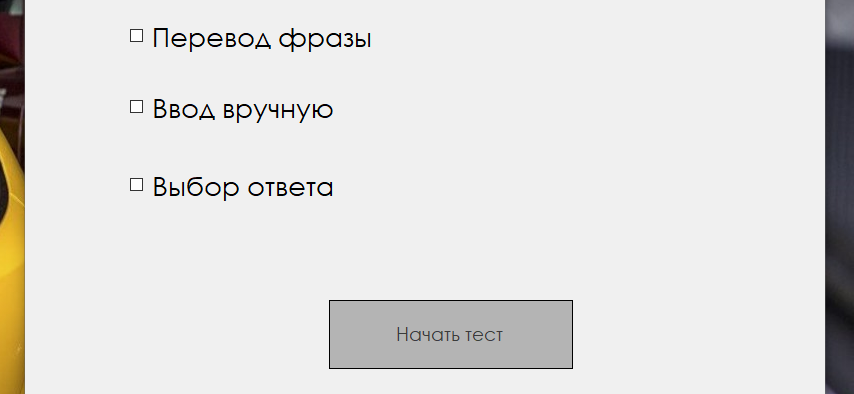 Перевод фразы
Ввод вручную
Выбор ответа
Начать тест